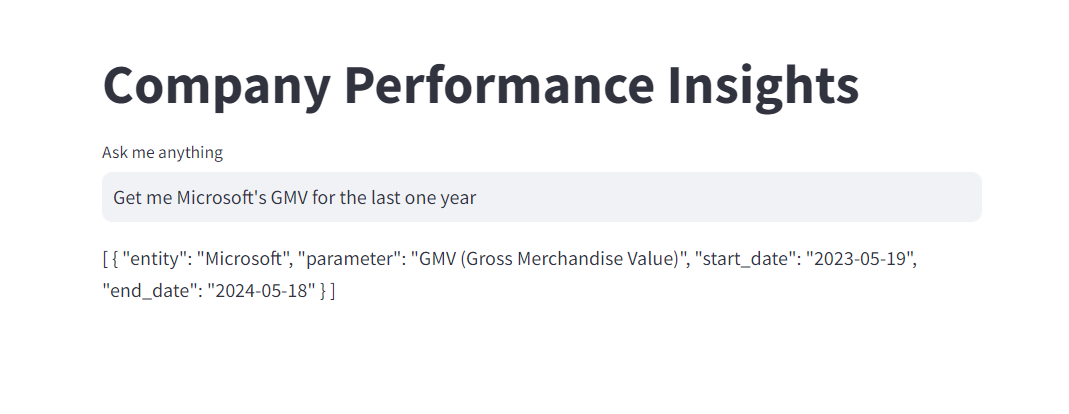 Company Performance Insights
Ask me anything
Get me Microsoft's GMV for the last one year
[ { "entity": "Microsoft", "parameter": "GMV (Gross Merchandise Value)", "start_date": "2023-05-19",
"end_date": "2024-05-18" } ]